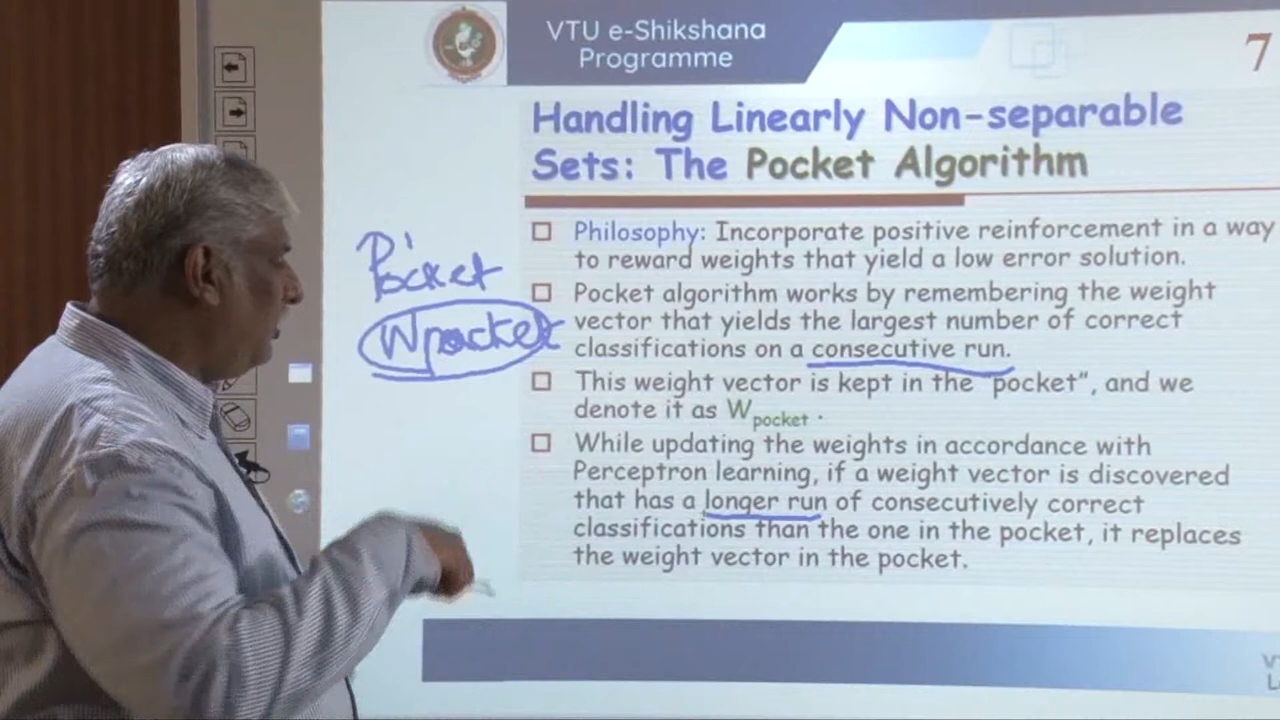 VTU e-Shikshana
Programme
7
Handling Linearly Non-separable
Sets: The Pocket Algorithm
Philosophy: Incorporate positive reinforcement in a way
to reward weights that yield a low error solution.
Pocket algorithm works by remembering the weight
vector that yields the largest number of correct
classifications on a consecutive run.
This weight vector is kept in the "pocket”, and we
denote it as Wpocket .
While updating the weights in accordance with
Perceptron learning, if a weight vector is discovered
that has a longer run of consecutively correct
classifications than the one in the pocket, it replaces
the weight vector in the pocket.
Pocket
Wpocket